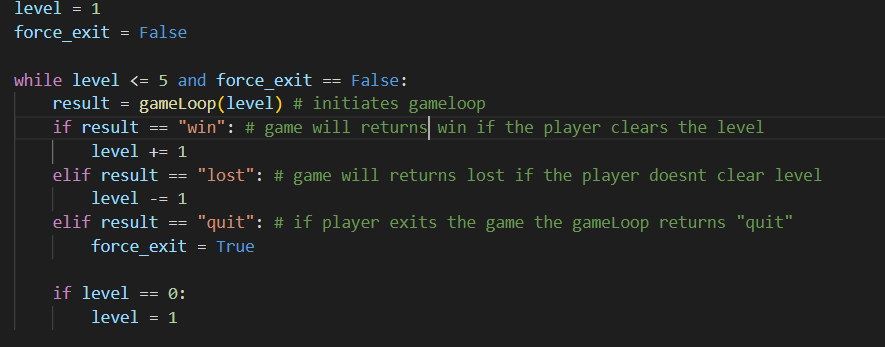 level = 1
force_exit = False
while level <= 5 and force_exit == False:
    result = gameLoop(level) # initiates gameloop
    if result == "win": # game will returns win if the player clears the level
        level += 1
    elif result == "lost": # game will returns lost if the player doesnt clear level
        level -= 1
    elif result == "quit": # if player exits the game the gameLoop returns "quit"
        force_exit = True
    if level == 0:
        level = 1